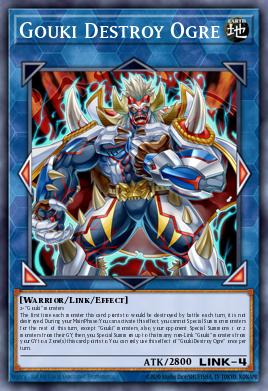 GOUKI DESTROY OGRE
EARTH
地
[WARRIOR/LINK/EFFECT]
3+ "Gouki" monsters
The first time each monster this card points to would be destroyed by battle each turn, it is not
destroyed. During your Main Phase: You can activate this effect; you cannot Special Summon monsters
for the rest of this turn, except "Gouki" monsters, also, your opponent Special Summons 1 or 2
monsters from their GY, then, you Special Summon up to that many non-Link "Gouki" monsters from
your GY to a Zone(s) this card points to. You can only use this effect of "Gouki Destroy Ogre" once per
turn.
ATK/2800 LINK-4